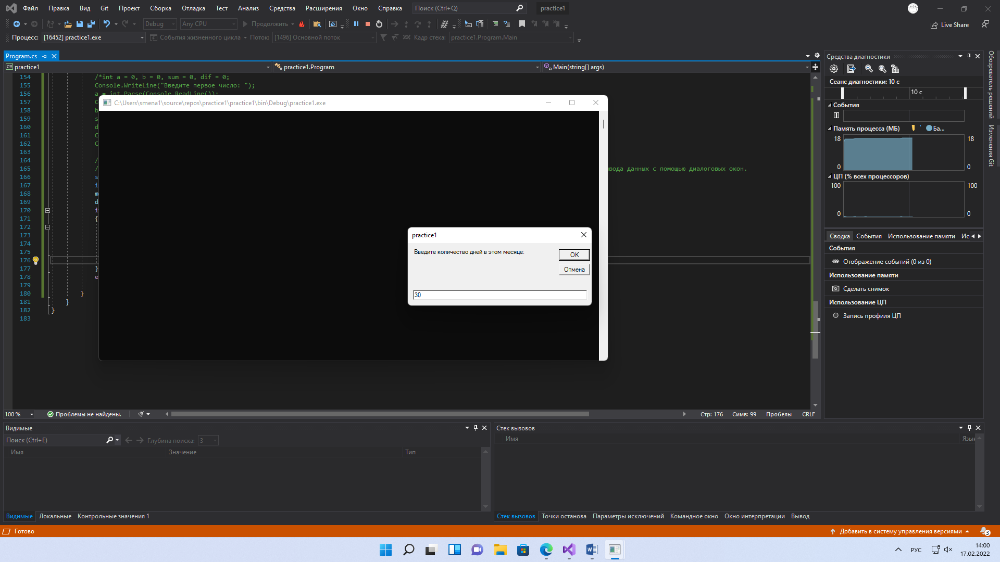 Файл Правка Вид Git Проект Сборка Отладка Тест Анализ Средства Расширения Окно Справка Поиск (Ctrl+Q) practice1
Debug Any CPU Продолжить Live Share
Процесс: [16452] practice1.exe События жизненного цикла Поток: [1496] Основной поток Кадр стека: practice1.Program.Main
Program.cs
C# practice1 practice1.Program Main(string[] args)
154 /*int a = 0, b = 0, sum = 0, dif = 0;
155 Console.WriteLine("Введите первое число: ");
156 a = int.Parse(Console.ReadLine());
157 C
158 b
159 s
160 d
161 C
162 C
163
164 /
165 / ввода данных с помощью диалоговых окон.
166 s
167 i
168 m
169 d
170 i
171 {
172
173
174
175
176
177 }
178 e
179
180 }
181 }
182 }
183
C:\Users\smena1\source\repos\practice1\practice1\bin\Debug\practice1.exe
practice1
Введите количество дней в этом месяце:
OK
Отмена
30
100 % Проблемы не найдены. Стр: 176 Симв: 99 Пробелы CRLF
Средства диагностики
Сеанс диагностики: 10 с
10 с
События
Память процесса (МБ) Ба...
18 18
0 0
ЦП (% всех процессоров)
100 100
0 0
Сводка События Использование памяти Ис
События
Отображение событий (0 из 0)
Использование памяти
Сделать снимок
Использование ЦП
Запись профиля ЦП
Обозреватель решений
Изменения Git
Видимые
Поиск (Ctrl+E) Глубина поиска: 3
Имя Значение Тип
Видимые Локальные Контрольные значения 1
Стек вызовов
Имя Язык
Стек вызовов Точки останова Параметры исключений Командное окно Окно интерпретации Вывод
Готово Добавить в систему управления версиями 3
РУС 14:00
17.02.2022